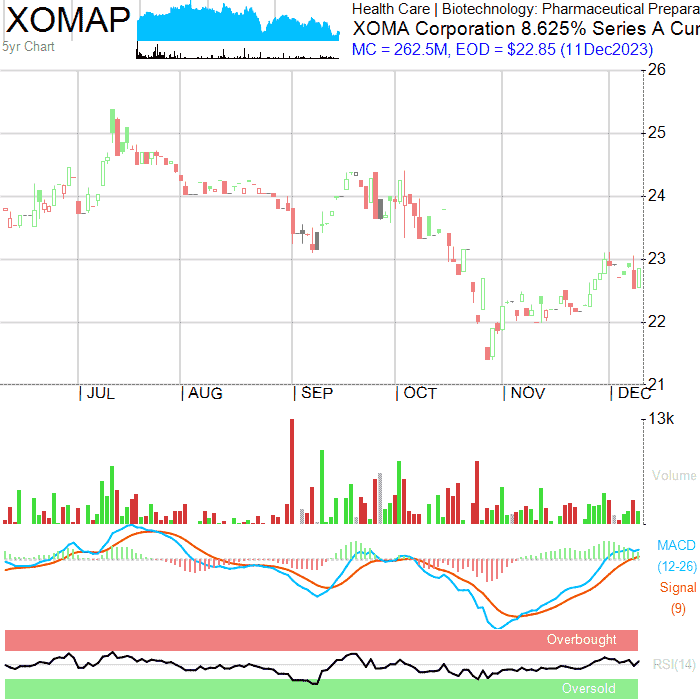 XOMAP
5yr Chart
Health Care | Biotechnology: Pharmaceutical Prepara
XOMA Corporation 8.625% Series A Cur
MC = 262.5M, EOD = $22.85 (11Dec2023)
26
25
24
23
22
21
JUL AUG SEP OCT NOV DEC
13k
Volume
MACD
(12-26)
Signal
(9)
Overbought
RSI(14)
Oversold